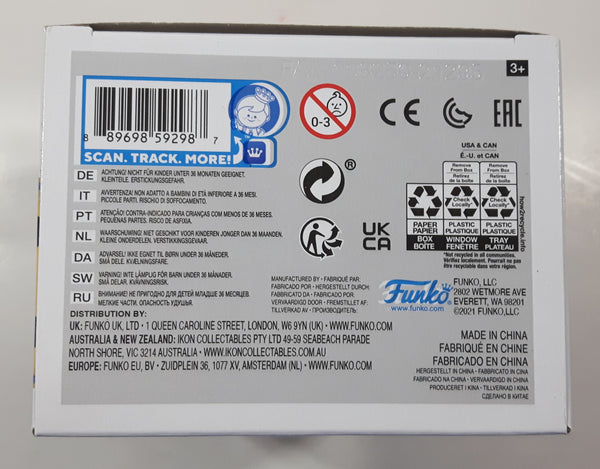 3+
8 89698 59298 7
SCAN. TRACK. MORE!
0-3
CE
EAC
USA & CAN
É.-U. et CAN
Remove From Box
Retirez de la boîte
Remove From Box
Retirez de la boîte
Check Locally*
Check Locally*
PAPER PAPIER
PLASTIC PLASTIQUE
PLASTIC PLASTIQUE
BOX BOÎTE
WINDOW FENÊTRE
TRAY PLATEAU
*Not recycled in all communities.
Vérifiez localement. Pourrait ne pas
être recyclable dans votre région.
how2recycle.info
®
UK
CA
DE ACHTUNG! NICHT FÜR KINDER UNTER 36 MONATEN GEEIGNET.
KLEINTEILE. ERSTICKUNGSGEFAHR.
IT AVVERTENZA! NON ADATTO A BAMBINI DI ETÀ INFERIORE A 36 MESI.
PICCOLE PARTI. RISCHIO DI SOFFOCAMENTO.
PT ATENÇÃO! CONTRA-INDICADO PARA CRIANÇAS COM MENOS DE 36 MESES.
PEQUENAS PARTES. RISCO DE ASFIXIA.
NL WAARSCHUWING! NIET GESCHIKT VOOR KINDEREN JONGER DAN 36 MAANDEN,
KLEINE ONDERDELEN. VERSTIKKINGSGEVAAR.
DA ADVARSEL! IKKE EGNET TIL BØRN UNDER 36 MÅNEDER.
SMÅ DELE. KVÆLNINGSFARE.
SW VARNING! INTE LÄMPLIG FÖR BARN UNDER 36 MÅNADER.
SMÅ DELAR. KVÄVNINGSRISK.
RU ВНИМАНИЕ! НЕ ПРИГОДНО ДЛЯ ДЕТЕЙ МЛАДШЕ 36 МЕСЯЦЕВ.
МЕЛКИЕ ЧАСТИ. ОПАСНОСТЬ УДУШЬЯ.
MANUFACTURED BY · FABRIQUÉ PAR:
FABRICADO POR · HERGESTELLT DURCH:
FABBRICATO DA · FABRICADO POR:
VERVAARDIGD DOOR · FREMSTILLET AF:
TILLVERKAD AV · ПРОИЗВОДИТЕЛЬ:
Funko
www.funko.com
FUNKO, LLC
2802 WETMORE AVE
EVERETT, WA 98201
©2021 FUNKO, LLC
DISTRIBUTION BY:
UK: FUNKO UK, LTD · 1 QUEEN CAROLINE STREET, LONDON, W6 9YN (UK) · WWW.FUNKO.COM
AUSTRALIA & NEW ZEALAND: IKON COLLECTABLES PTY LTD 49-59 SEABEACH PARADE
NORTH SHORE, VIC 3214 AUSTRALIA · WWW.IKONCOLLECTABLES.COM.AU
EUROPE: FUNKO EU, BV · ZUIDPLEIN 36, 1077 XV, AMSTERDAM (NL) · WWW.FUNKO.COM
MADE IN CHINA
FABRIQUÉ EN CHINE
FABRICADO EN CHINA
HERGESTELLT IN CHINA · FABBRICATO IN CINA
FABRICADO NA CHINA · VERVAARDIGD IN CHINA
PRODUCERET I KINA · TILLVERKAD I KINA
СДЕЛАНО В КИТАЕ